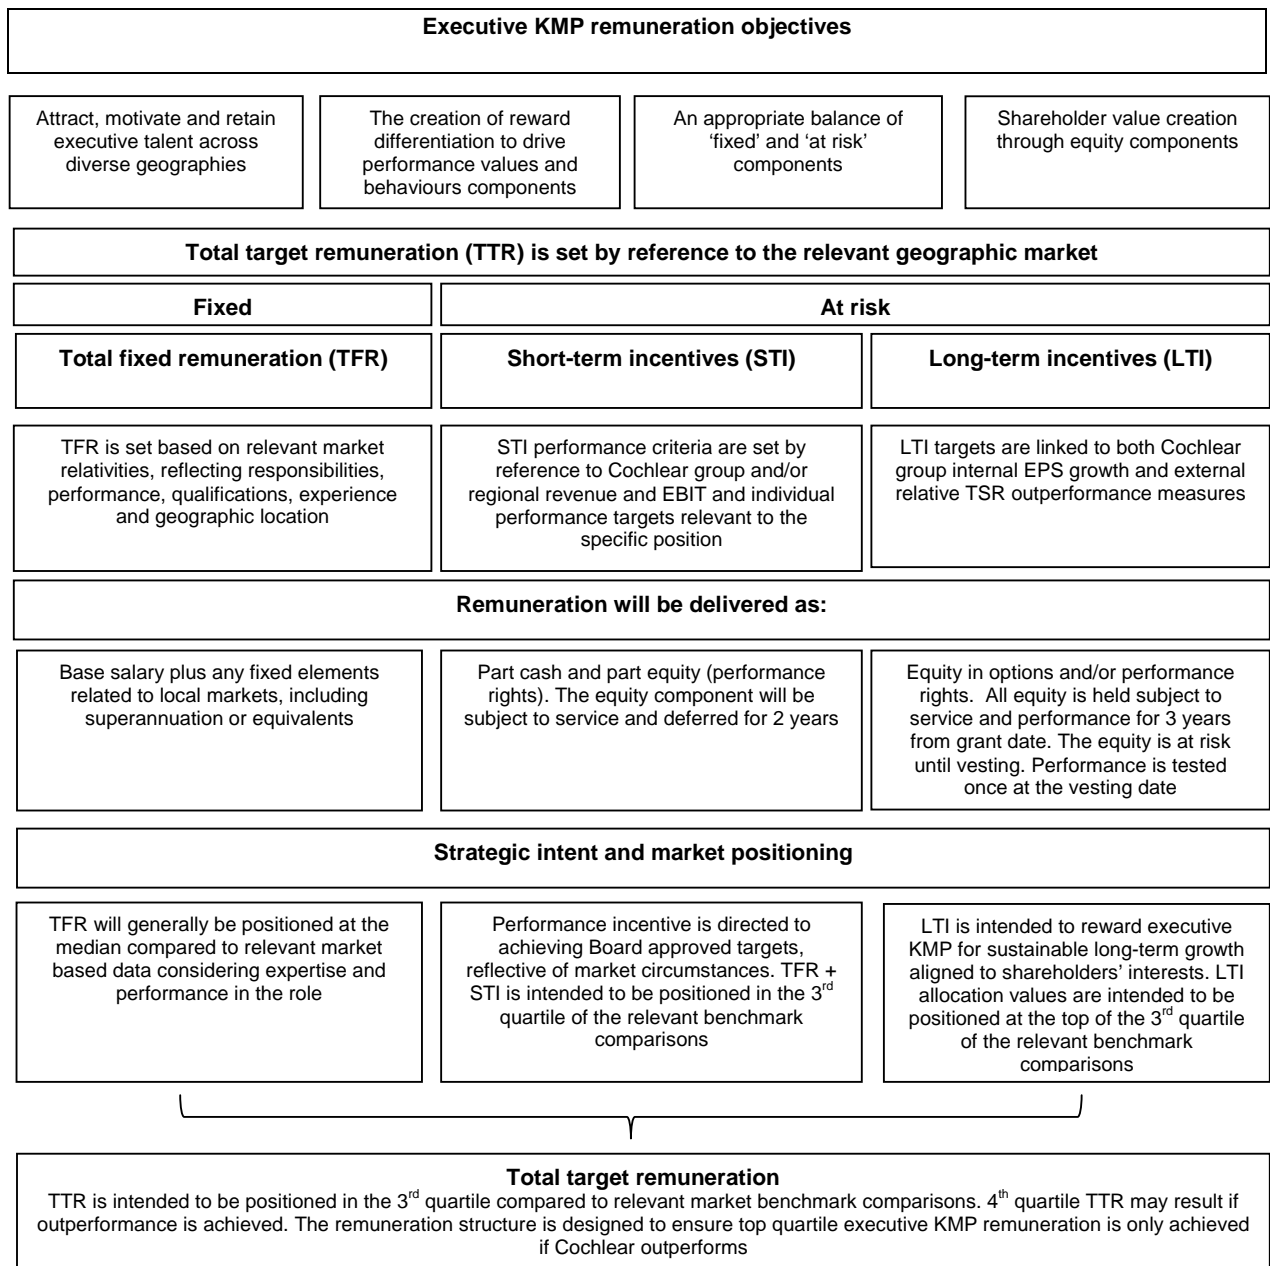 Executive KMP remuneration objectives
Attract, motivate and retain
executive talent across
diverse geographies
The creation of reward
differentiation to drive
performance values and
behaviours components
An appropriate balance of
‘fixed’ and ‘at risk’
components
Shareholder value creation
through equity components
Total target remuneration (TTR) is set by reference to the relevant geographic market
Fixed
At risk
Total fixed remuneration (TFR)
Short-term incentives (STI)
Long-term incentives (LTI)
TFR is set based on relevant market
relativities, reflecting responsibilities,
performance, qualifications, experience
and geographic location
STI performance criteria are set by
reference to Cochlear group and/or
regional revenue and EBIT and individual
performance targets relevant to the
specific position
LTI targets are linked to both Cochlear
group internal EPS growth and external
relative TSR outperformance measures
Remuneration will be delivered as:
Base salary plus any fixed elements
related to local markets, including
superannuation or equivalents
Part cash and part equity (performance
rights). The equity component will be
subject to service and deferred for 2 years
Equity in options and/or performance
rights.  All equity is held subject to
service and performance for 3 years
from grant date. The equity is at risk
until vesting. Performance is tested
once at the vesting date
Strategic intent and market positioning
TFR will generally be positioned at the
median compared to relevant market
based data considering expertise and
performance in the role
Performance incentive is directed to
achieving Board approved targets,
reflective of market circumstances. TFR +
STI is intended to be positioned in the 3rd
quartile of the relevant benchmark
comparisons
LTI is intended to reward executive
KMP for sustainable long-term growth
aligned to shareholders’ interests. LTI
allocation values are intended to be
positioned at the top of the 3rd quartile
of the relevant benchmark
comparisons
Total target remuneration
TTR is intended to be positioned in the 3rd quartile compared to relevant market benchmark comparisons. 4th quartile TTR may result if
outperformance is achieved. The remuneration structure is designed to ensure top quartile executive KMP remuneration is only achieved
if Cochlear outperforms